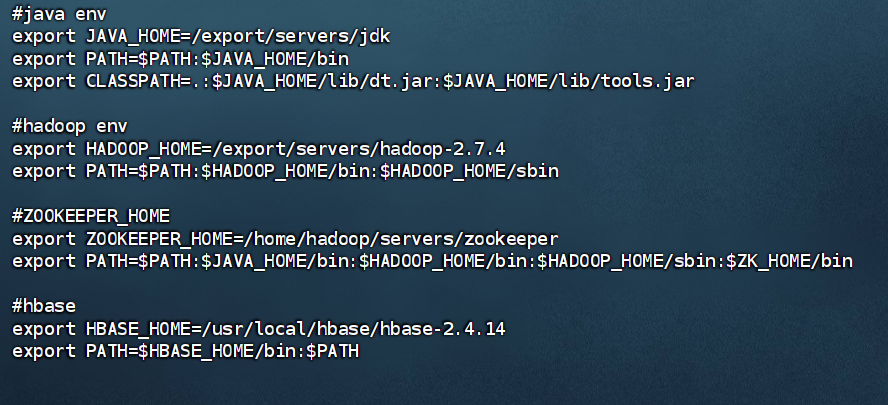 #java env
export JAVA_HOME=/export/servers/jdk
export PATH=$PATH:$JAVA_HOME/bin
export CLASSPATH=.:$JAVA_HOME/lib/dt.jar:$JAVA_HOME/lib/tools.jar
#hadoop env
export HADOOP_HOME=/export/servers/hadoop-2.7.4
export PATH=$PATH:$HADOOP_HOME/bin:$HADOOP_HOME/sbin
#ZOOKEEPER_HOME
export ZOOKEEPER_HOME=/home/hadoop/servers/zookeeper
export PATH=$PATH:$JAVA_HOME/bin:$HADOOP_HOME/bin:$HADOOP_HOME/sbin:$ZK_HOME/bin
#hbase
export HBASE_HOME=/usr/local/hbase/hbase-2.4.14
export PATH=$HBASE_HOME/bin:$PATH